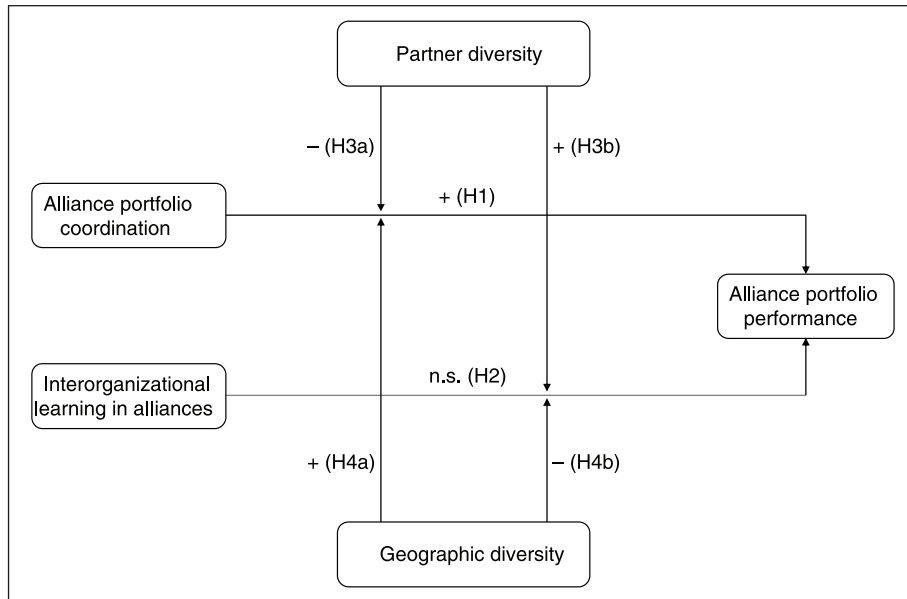 Partner diversity
– (H3a)
+ (H3b)
+ (H1)
Alliance portfolio
coordination
Alliance portfolio
performance
n.s. (H2)
Interorganizational
learning in alliances
+ (H4a)
– (H4b)
Geographic diversity